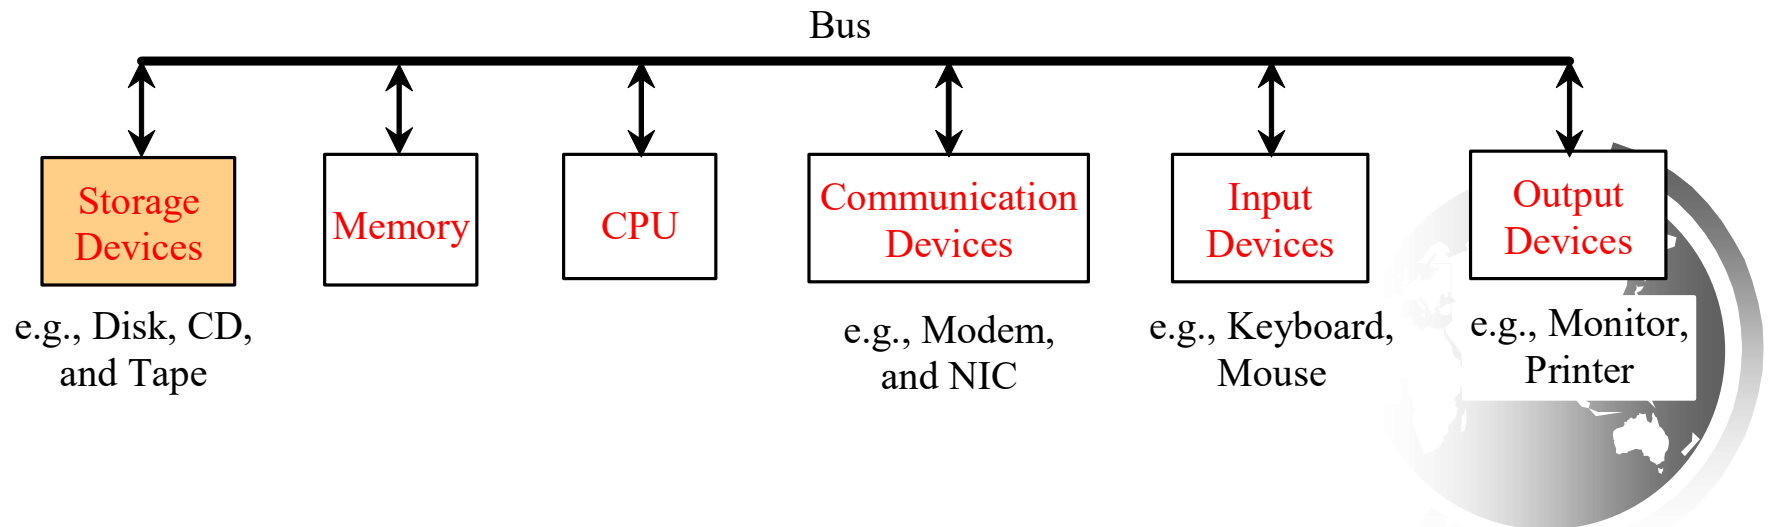 Bus
Storage
Devices
Memory
CPU
Communication
Devices
Input
Devices
Output
Devices
e.g., Disk, CD,
and Tape
e.g., Modem,
and NIC
e.g., Keyboard,
Mouse
e.g., Monitor,
Printer